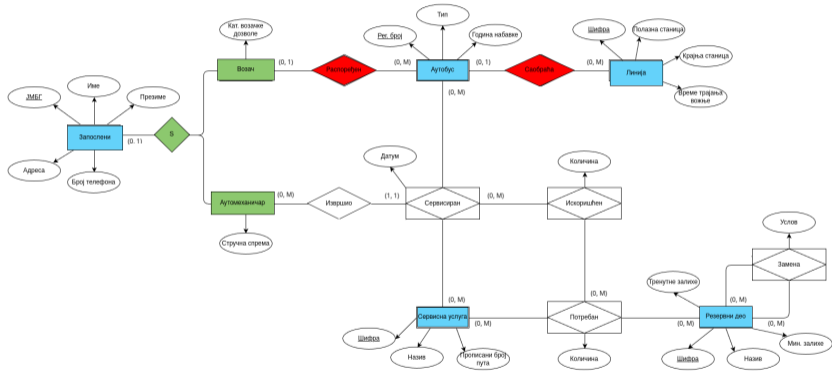 Тип
Кат. возачке
дозволе
Рег. број
Година набавке
Шифра
Полазна станица
Возач
(0, 1)
Распоређен
(0, M)
Аутобус
(0, 1)
Саобраћа
(0, M)
Линија
Крајња станица
Време трајања
вожње
(0, M)
ЈМБГ
Име
Презиме
Запослени
(0, 1)
S
Адреса
Број телефона
Датум
Количина
Аутомеханичар
(0, M)
Извршио
(1, 1)
Сервисиран
(0, M)
Искоришћен
Стручна спрема
Услов
Замена
Тренутне залихе
(0, M)
(0, M)
(0, M)
Сервисна услуга
(0, M)
Потребан
(0, M)
Резервни део
(0, M)
Шифра
Назив
Прописани број
пута
Количина
Шифра
Назив
Мин. залихе